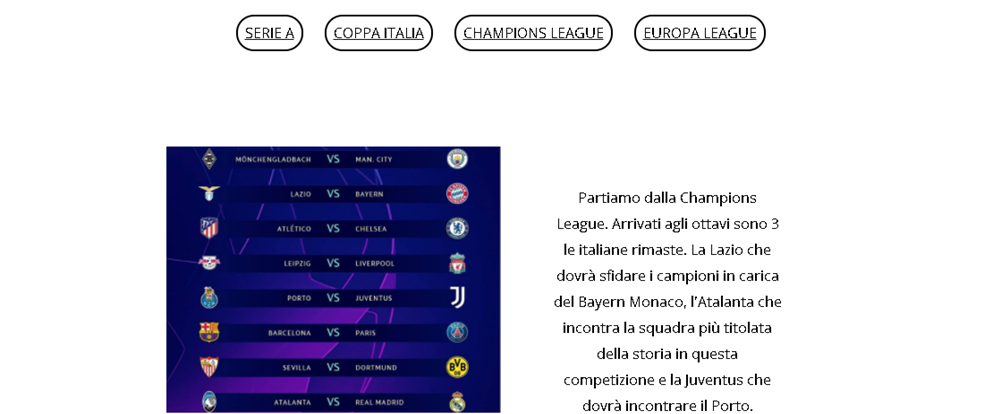 SERIE A
COPPA ITALIA
CHAMPIONS LEAGUE
EUROPA LEAGUE
MÖNCHENGLADBACH VS MAN. CITY
LAZIO VS BAYERN
ATLÉTICO VS CHELSEA
LEIPZIG VS LIVERPOOL
PORTO VS JUVENTUS
BARCELONA VS PARIS
SEVILLA VS DORTMUND
ATALANTA VS REAL MADRID
Partiamo dalla Champions
League. Arrivati agli ottavi sono 3
le italiane rimaste. La Lazio che
dovrà sfidare i campioni in carica
del Bayern Monaco, l’Atalanta che
incontra la squadra più titolata
della storia in questa
competizione e la Juventus che
dovrà incontrare il Porto.